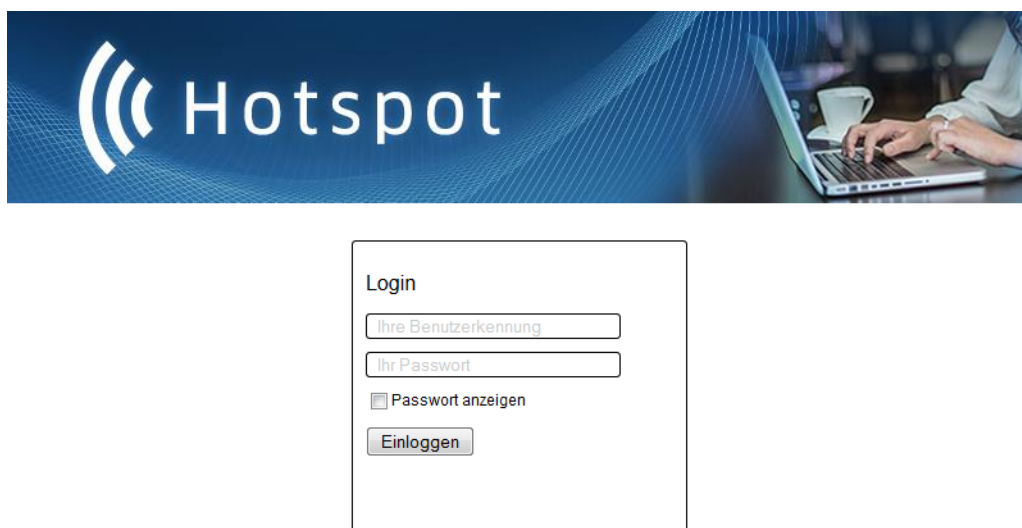 Hotspot
Login
Ihre Benutzerkennung
Ihr Passwort
Passwort anzeigen
Einloggen